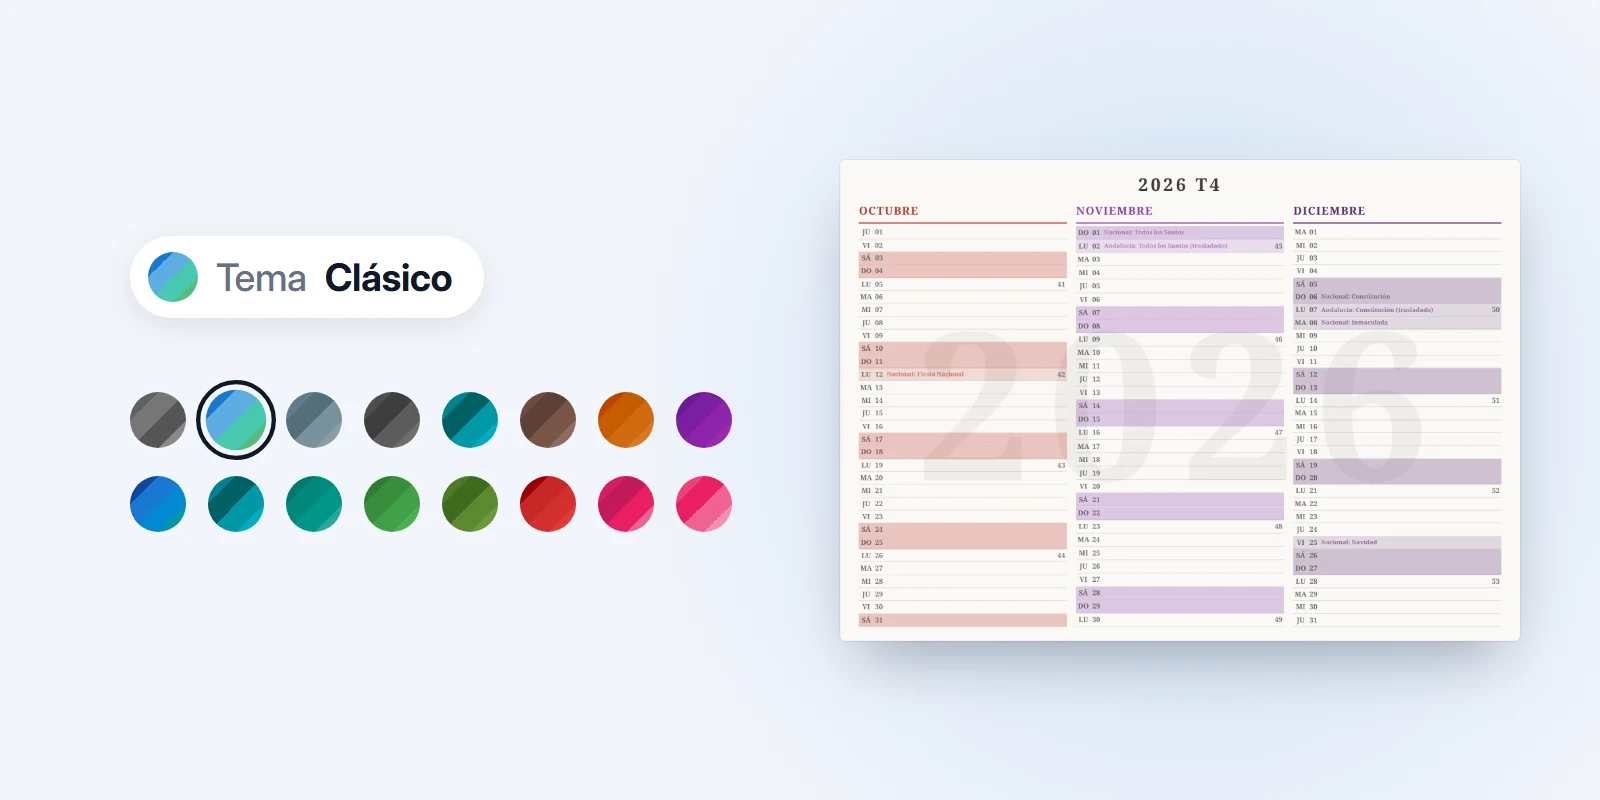 Tema Clásico
2026 T4
OCTUBRE
JU 01
VI 02
SÁ 03
DO 04
LU 05 41
MA 06
MI 07
JU 08
VI 09
SÁ 10
DO 11
LU 12 Nacional: Fiesta Nacional 42
MA 13
MI 14
JU 15
VI 16
SÁ 17
DO 18
LU 19 43
MA 20
MI 21
JU 22
VI 23
SÁ 24
DO 25
LU 26 44
MA 27
MI 28
JU 29
VI 30
SÁ 31
NOVIEMBRE
DO 01 Nacional: Todos los Santos
LU 02 Andalucía: Todos los Santos (trasladado) 45
MA 03
MI 04
JU 05
VI 06
SÁ 07
DO 08
LU 09 46
MA 10
MI 11
JU 12
VI 13
SÁ 14
DO 15
LU 16 47
MA 17
MI 18
JU 19
VI 20
SÁ 21
DO 22
LU 23 48
MA 24
MI 25
JU 26
VI 27
SÁ 28
DO 29
LU 30 49
DICIEMBRE
MA 01
MI 02
JU 03
VI 04
SÁ 05
DO 06 Nacional: Constitución
LU 07 Andalucía: Constitución (trasladado) 50
MA 08 Nacional: Inmaculada
MI 09
JU 10
VI 11
SÁ 12
DO 13
LU 14 51
MA 15
MI 16
JU 17
VI 18
SÁ 19
DO 20
LU 21 52
MA 22
MI 23
JU 24
VI 25 Nacional: Navidad
SÁ 26
DO 27
LU 28 53
MA 29
MI 30
JU 31
2026